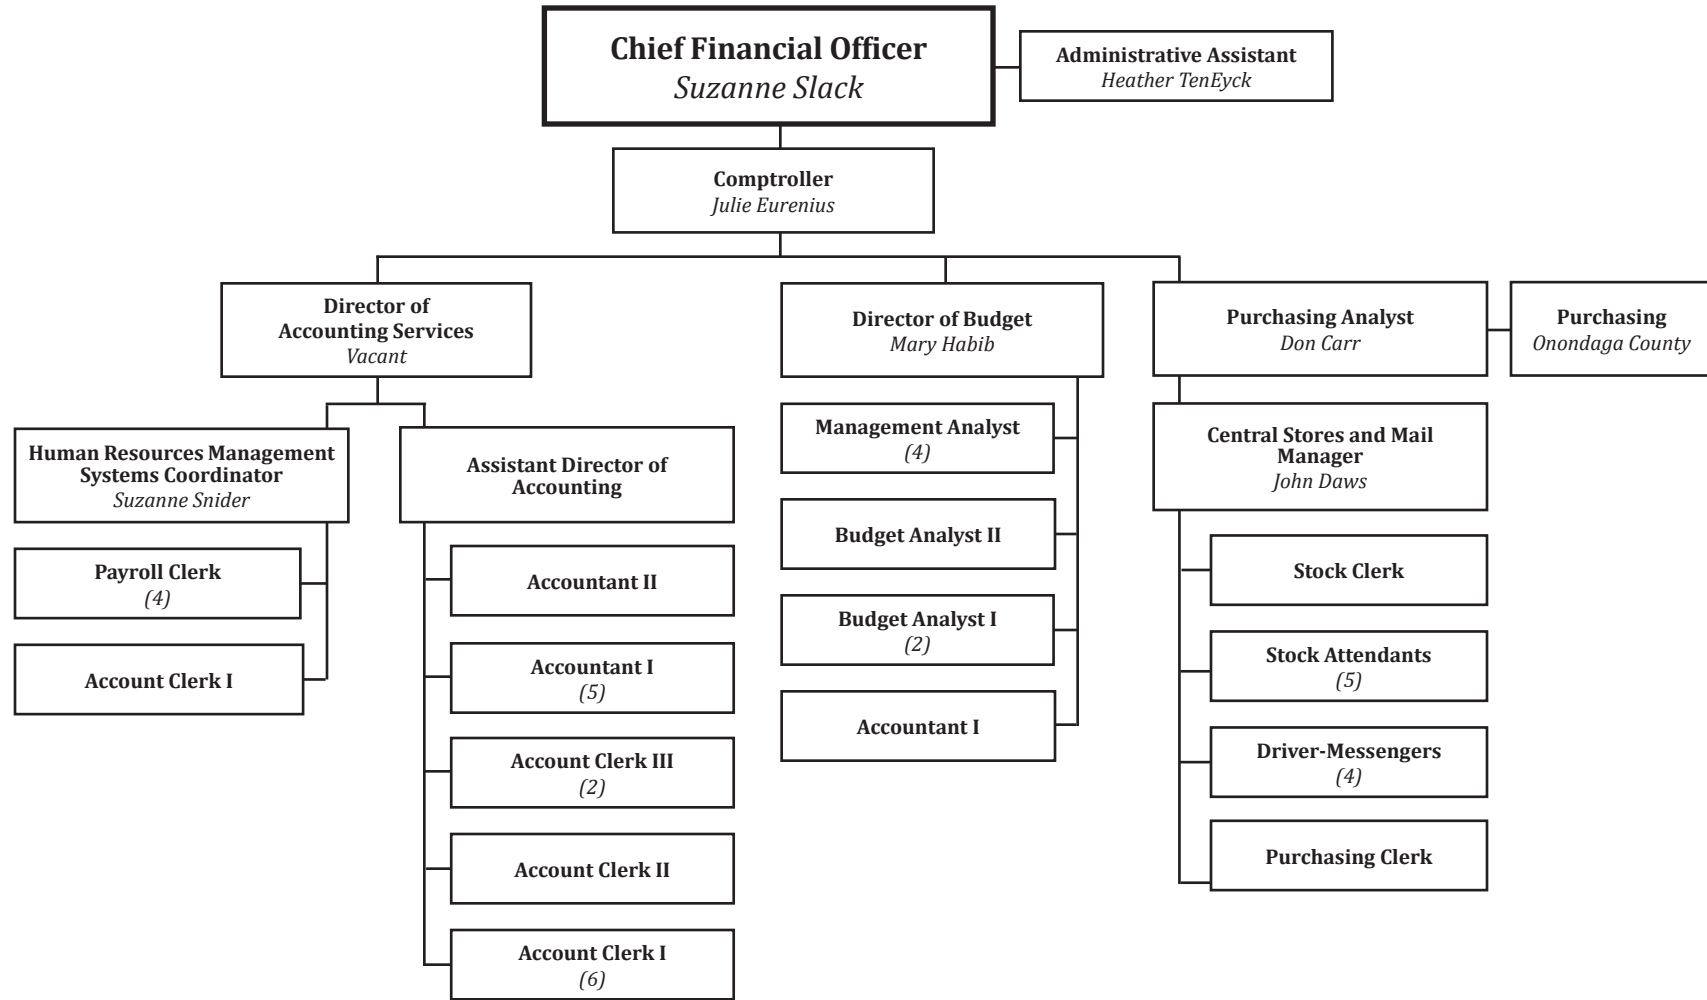 Chief Financial Officer
Suzanne Slack
Administrative Assistant
Heather TenEyck
Comptroller
Julie Eurenius
Director of
Accounting Services
Vacant
Director of Budget
Mary Habib
Purchasing Analyst
Don Carr
Purchasing
Onondaga County
Human Resources Management
Systems Coordinator
Suzanne Snider
Payroll Clerk
(4)
Account Clerk I
Assistant Director of
Accounting
Accountant II
Accountant I
(5)
Account Clerk III
(2)
Account Clerk II
Account Clerk I
(6)
Management Analyst
(4)
Budget Analyst II
Budget Analyst I
(2)
Accountant I
Central Stores and Mail
Manager
John Daws
Stock Clerk
Stock Attendants
(5)
Driver-Messengers
(4)
Purchasing Clerk